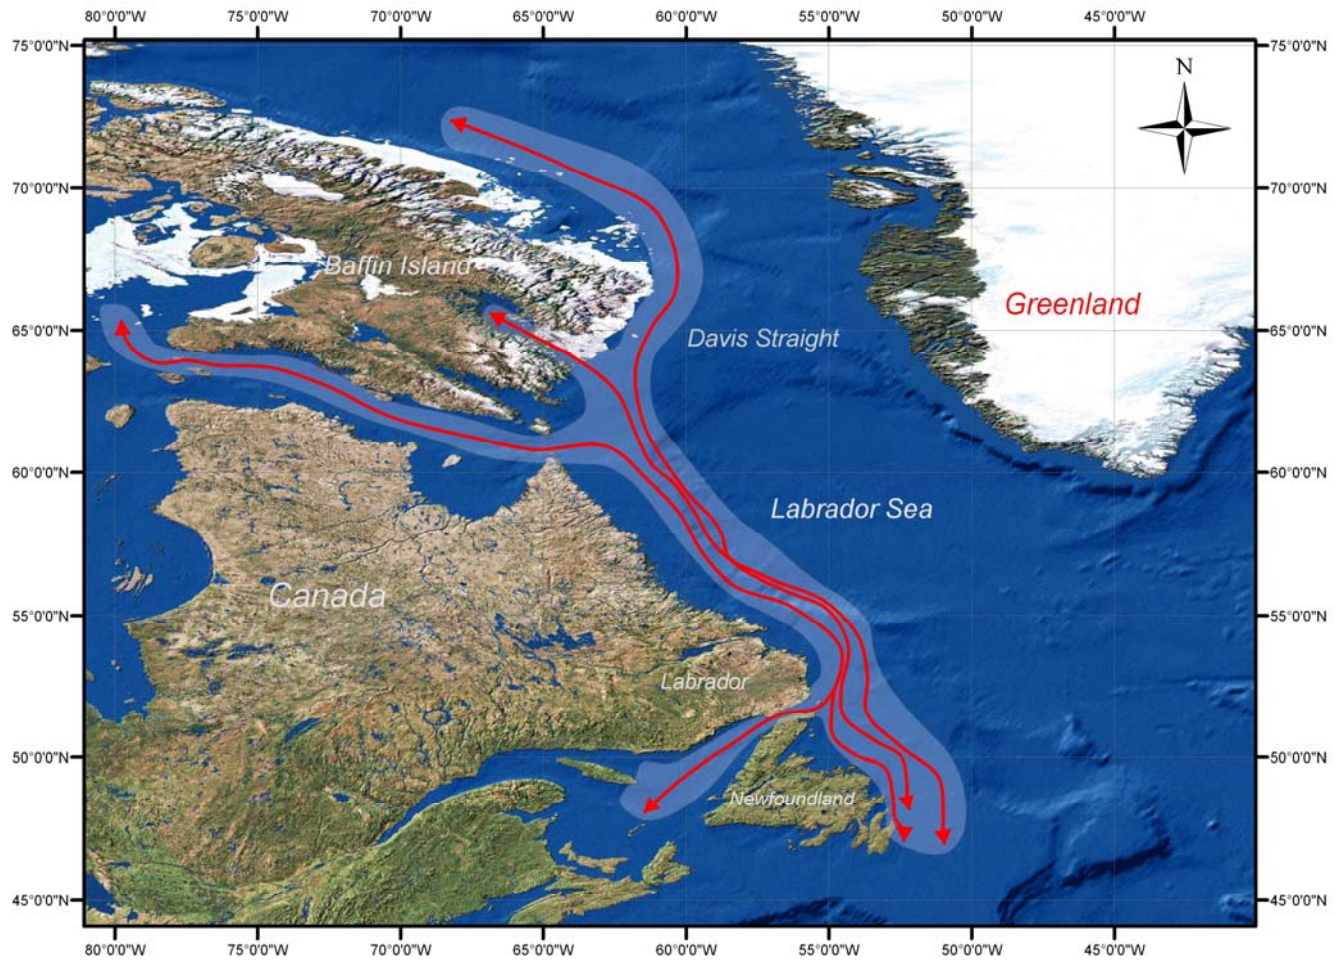 80°0'0"W 75°0'0"W 70°0'0"W 65°0'0"W 60°0'0"W 55°0'0"W 50°0'0"W 45°0'0"W
75°0'0"N 75°0'0"N
N
70°0'0"N 70°0'0"N
Baffin Island
Greenland
65°0'0"N 65°0'0"N
Davis Straight
60°0'0"N 60°0'0"N
Labrador Sea
Canada
55°0'0"N 55°0'0"N
Labrador
50°0'0"N 50°0'0"N
Newfoundland
45°0'0"N 45°0'0"N
80°0'0"W 75°0'0"W 70°0'0"W 65°0'0"W 60°0'0"W 55°0'0"W 50°0'0"W 45°0'0"W